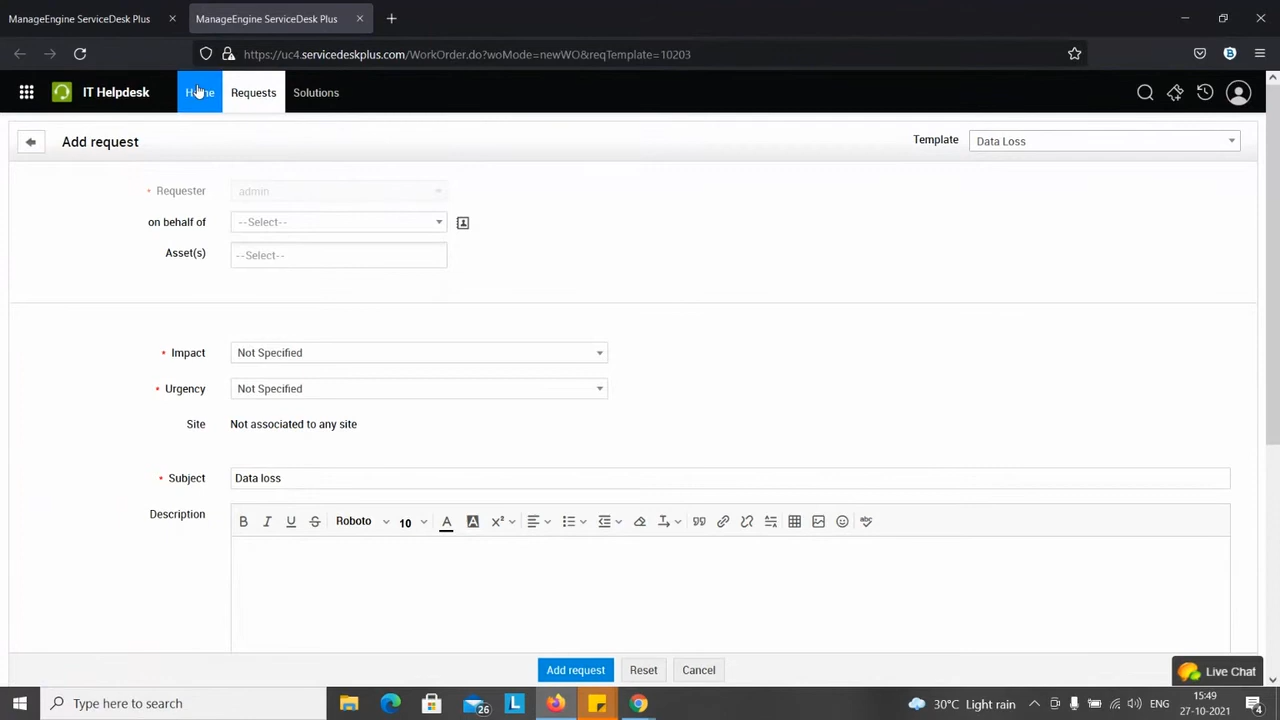 ManageEngine ServiceDesk Plus
ManageEngine ServiceDesk Plus
https://uc4.servicedeskplus.com/WorkOrder.do?woMode=newWO&reqTemplate=10203
IT Helpdesk
Home
Requests
Solutions
Add request
Template
Data Loss
* Requester
admin
on behalf of
--Select--
Asset(s)
--Select--
* Impact
Not Specified
* Urgency
Not Specified
Site
Not associated to any site
* Subject
Data loss
Description
B I U S Roboto 10 A A
Add request
Reset
Cancel
Live Chat
Type here to search
26
L
30°C Light rain
ENG
15:49
27-10-2021
4